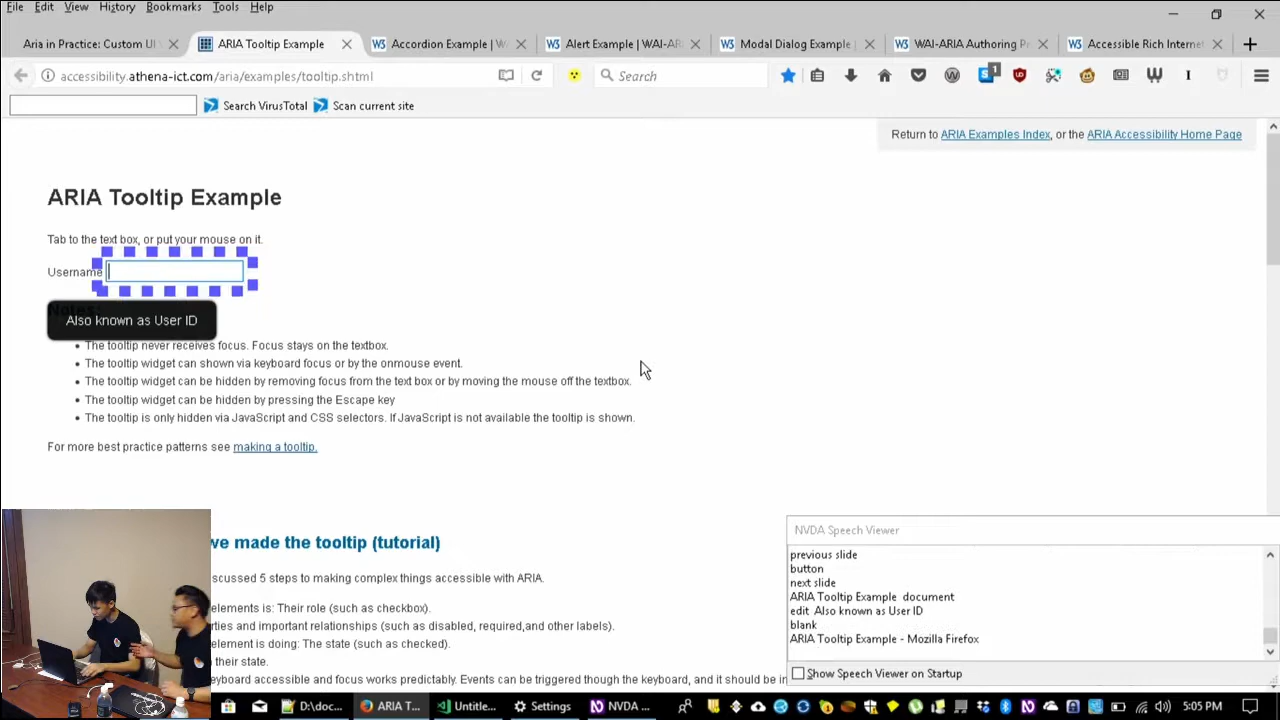 File Edit View History Bookmarks Tools Help
Aria in Practice: Custom UI
ARIA Tooltip Example
Accordion Example | W
Alert Example | WAI-AR
Modal Dialog Example
WAI-ARIA Authoring Pr
Accessible Rich Internet
accessibility.athena-ict.com/aria/examples/tooltip.shtml
Search
1
Search VirusTotal Scan current site
Return to ARIA Examples Index, or the ARIA Accessibility Home Page
ARIA Tooltip Example
Tab to the text box, or put your mouse on it.
Username
Notes:
Also known as User ID
The tooltip never receives focus. Focus stays on the textbox.
The tooltip widget can shown via keyboard focus or by the onmouse event.
The tooltip widget can be hidden by removing focus from the text box or by moving the mouse off the textbox.
The tooltip widget can be hidden by pressing the Escape key
The tooltip is only hidden via JavaScript and CSS selectors. If JavaScript is not available the tooltip is shown.
For more best practice patterns see making a tooltip.
we made the tooltip (tutorial)
scussed 5 steps to making complex things accessible with ARIA.
elements is: Their role (such as checkbox).
rties and important relationships (such as disabled, required,and other labels).
element is doing: The state (such as checked).
their state.
eyboard accessible and focus works predictably. Events can be triggered though the keyboard, and it should be in
NVDA Speech Viewer
previous slide
button
next slide
ARIA Tooltip Example document
edit Also known as User ID
blank
ARIA Tooltip Example - Mozilla Firefox
Show Speech Viewer on Startup
D:\doc...
ARIA T...
Untitle...
Settings
NVDA ...
5:05 PM